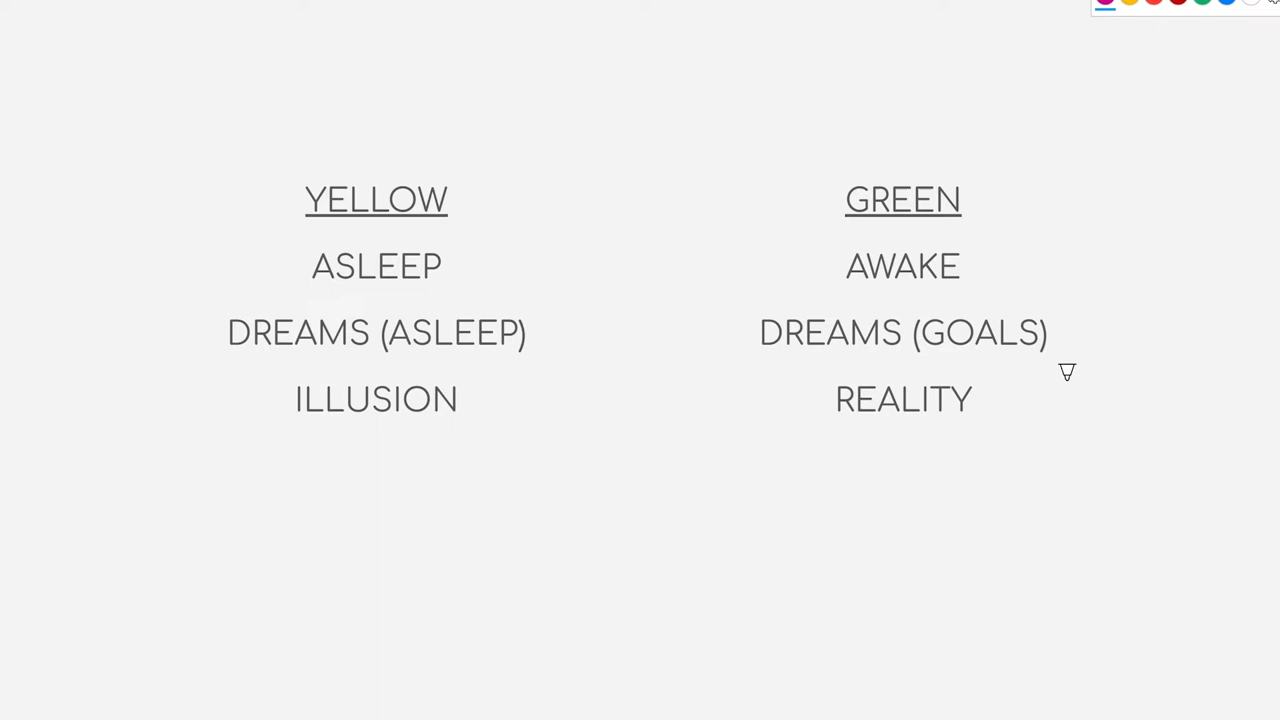 YELLOW
ASLEEP
DREAMS (ASLEEP)
ILLUSION
GREEN
AWAKE
DREAMS (GOALS)
REALITY